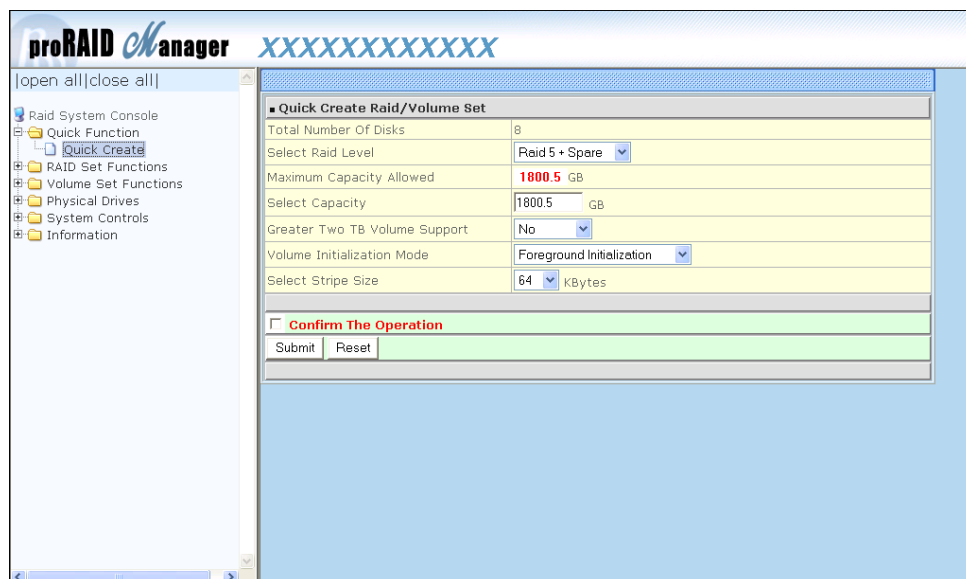 proRAID Manager XXXXXXXXXXXX
|open all|close all|
Raid System Console
Quick Function
Quick Create
RAID Set Functions
Volume Set Functions
Physical Drives
System Controls
Information
Quick Create Raid/Volume Set
Total Number Of Disks 8
Select Raid Level Raid 5 + Spare
Maximum Capacity Allowed 1800.5 GB
Select Capacity 1800.5 GB
Greater Two TB Volume Support No
Volume Initialization Mode Foreground Initialization
Select Stripe Size 64 KBytes
Confirm The Operation
Submit Reset